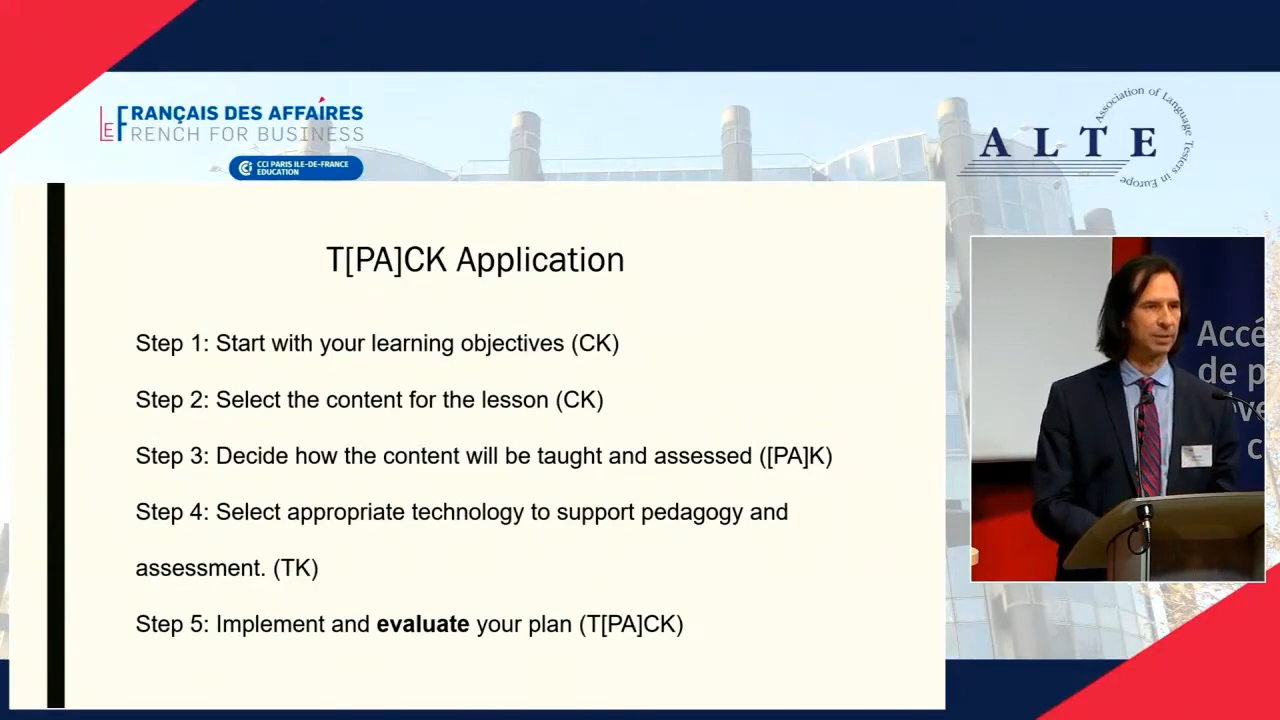 LE FRANÇAIS DES AFFAIRES
FRENCH FOR BUSINESS
CCI PARIS ILE-DE-FRANCE
EDUCATION
ALTE
Association of Language Testers in Europe
T[PA]CK Application
Step 1: Start with your learning objectives (CK)
Step 2: Select the content for the lesson (CK)
Step 3: Decide how the content will be taught and assessed ([PA]K)
Step 4: Select appropriate technology to support pedagogy and
assessment. (TK)
Step 5: Implement and evaluate your plan (T[PA]CK)
Accé
de p